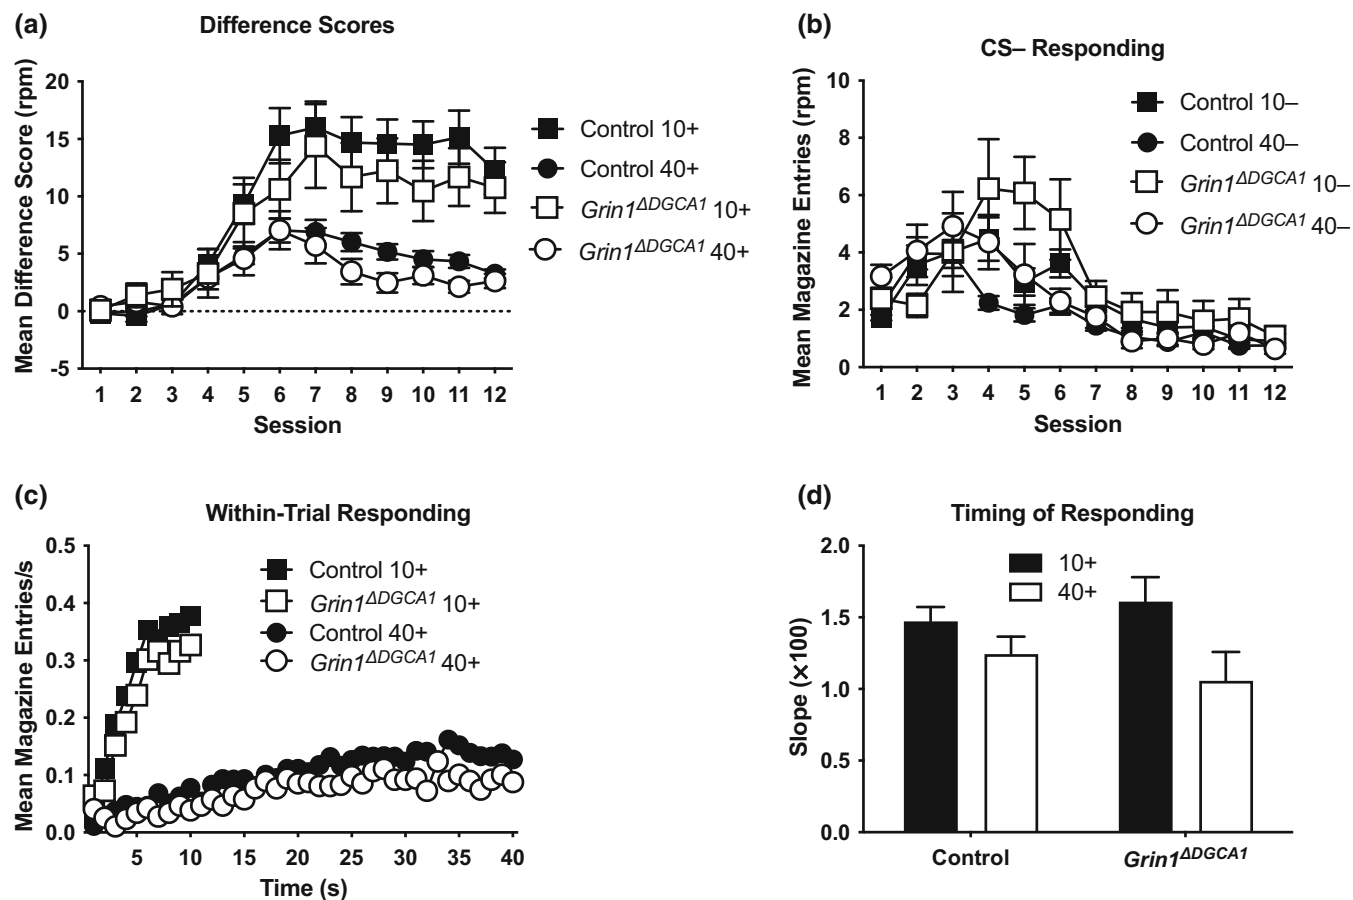 (a) Difference Scores
Mean Difference Score (rpm)
20
15
10
5
0
-5
1 2 3 4 5 6 7 8 9 10 11 12
Session
Control 10+
Control 40+
Grin1ΔDGCA1 10+
Grin1ΔDGCA1 40+
(b) CS– Responding
Mean Magazine Entries (rpm)
10
8
6
4
2
0
1 2 3 4 5 6 7 8 9 10 11 12
Session
Control 10–
Control 40–
Grin1ΔDGCA1 10–
Grin1ΔDGCA1 40–
(c) Within-Trial Responding
Mean Magazine Entries/s
0.5
0.4
0.3
0.2
0.1
0.0
5 10 15 20 25 30 35 40
Time (s)
Control 10+
Grin1ΔDGCA1 10+
Control 40+
Grin1ΔDGCA1 40+
(d) Timing of Responding
Slope (×100)
2.0
1.5
1.0
0.5
0.0
10+
40+
Control Grin1ΔDGCA1